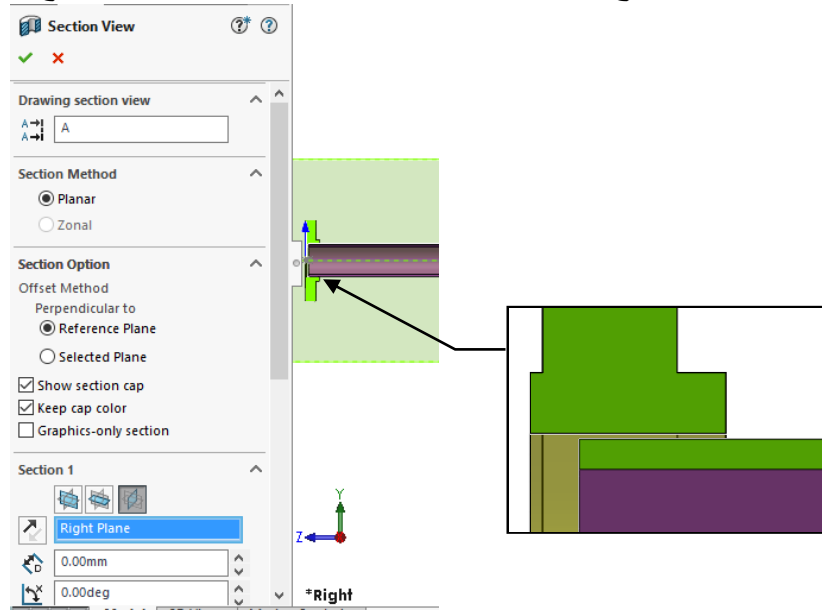 Section View
Drawing section view
A
Section Method
Planar
Zonal
Section Option
Offset Method
Perpendicular to
Reference Plane
Selected Plane
Show section cap
Keep cap color
Graphics-only section
Section 1
Right Plane
0.00mm
0.00deg
Y
Z
*Right